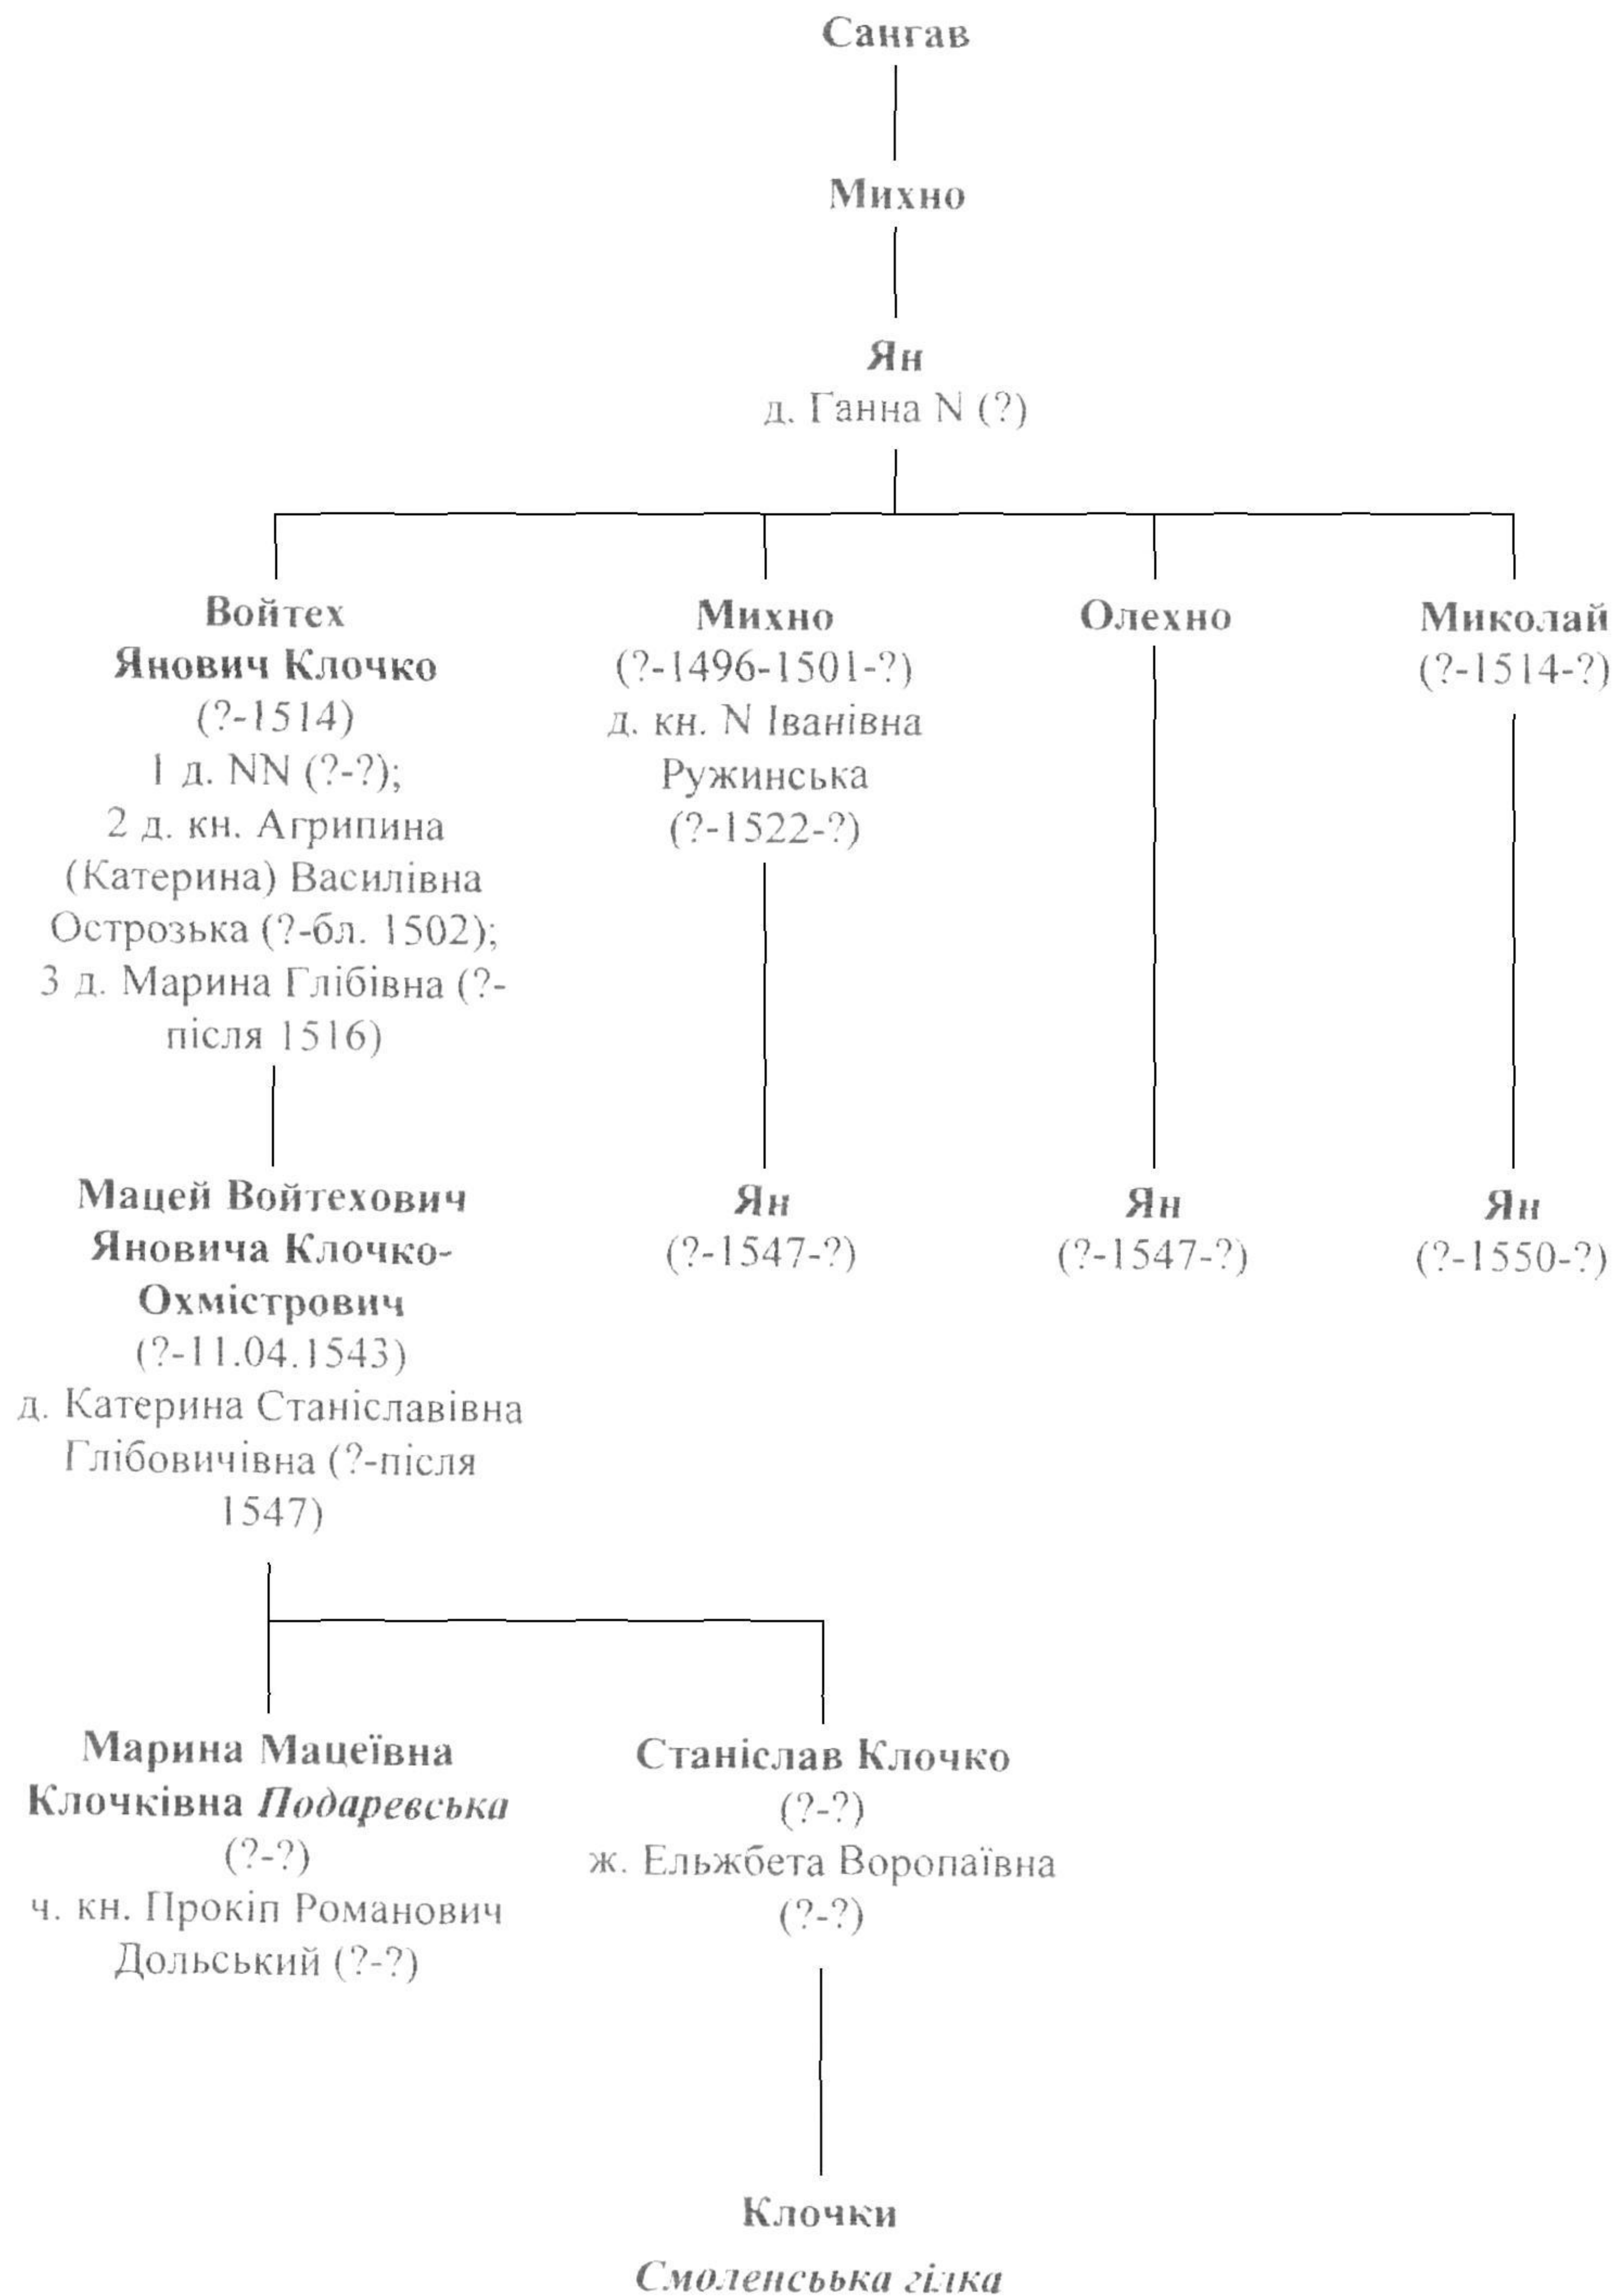 Сангав
Михно
Ян
д. Ганна N (?)
Войтех
Янович Клочко
(?-1514)
1 д. NN (?-?);
2 д. кн. Агрипина
(Катерина) Василівна
Острозька (?-бл. 1502);
3 д. Марина Глібівна (?-
після 1516)
Михно
(?-1496-1501-?)
д. кн. N Іванівна
Ружинська
(?-1522-?)
Олехно
Миколай
(?-1514-?)
Мацей Войтехович
Яновича Клочко-
Охмістрович
(?-11.04.1543)
д. Катерина Станіславівна
Глібовичівна (?-після
1547)
Ян
(?-1547-?)
Ян
(?-1547-?)
Ян
(?-1550-?)
Марина Мацеївна
Клочківна Подаревська
(?-?)
ч. кн. Прокіп Романович
Дольський (?-?)
Станіслав Клочко
(?-?)
ж. Ельжбета Воропаївна
(?-?)
Клочки
Смоленсьька гілка